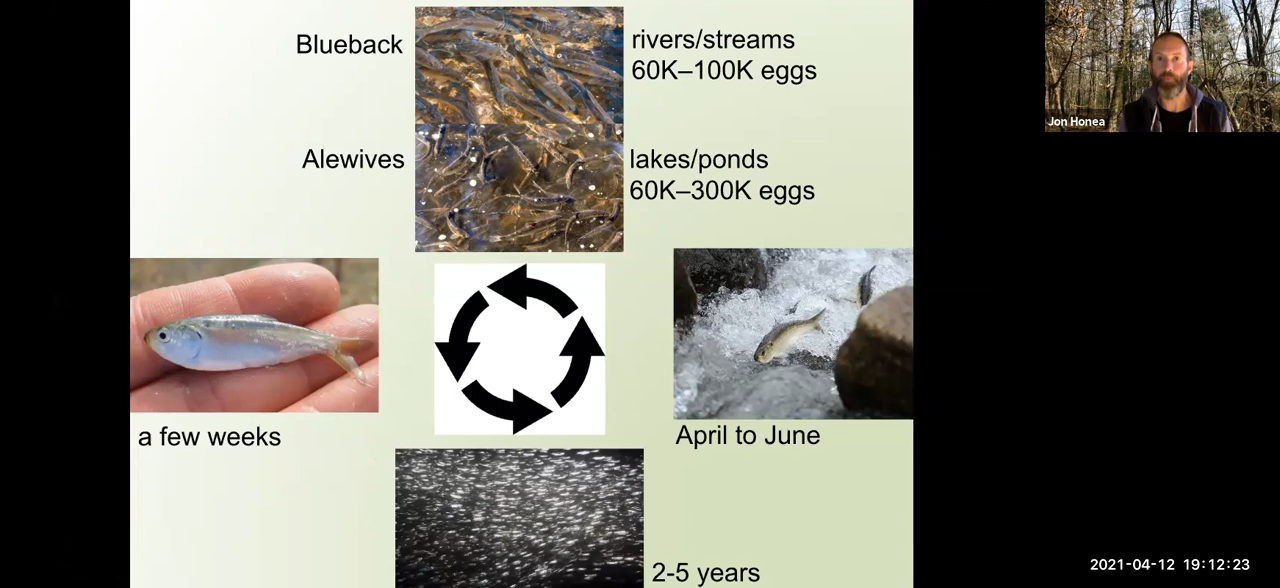 Blueback
rivers/streams
60K–100K eggs
Alewives
lakes/ponds
60K–300K eggs
a few weeks
April to June
2-5 years
Jon Honea
2021-04-12 19:12:23